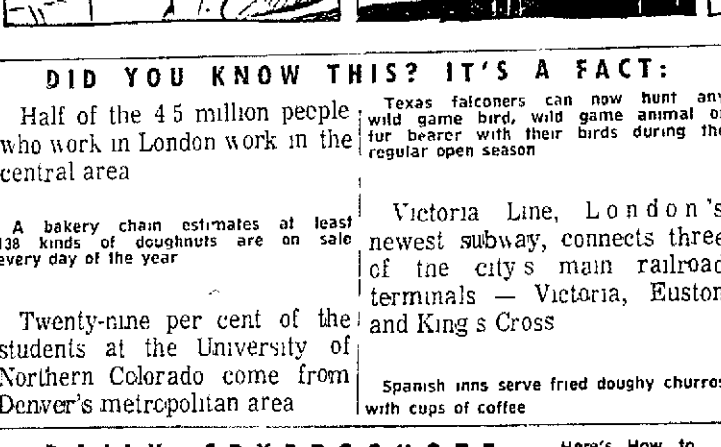 DID YOU KNOW THIS? IT'S A FACT:
Half of the 4 5 million people
who work in London work in the
central area
A bakery chain estimates at least
138 kinds of doughnuts are on sale
every day of the year
Twenty-nine per cent of the
students at the University of
Northern Colorado come from
Denver's metropolitan area
Texas falconers can now hunt any
wild game bird, wild game animal or
fur bearer with their birds during the
regular open season
Victoria Line, London's
newest subway, connects three
of the city s main railroad
terminals — Victoria, Euston
and King s Cross
Spanish inns serve fried doughy churros
with cups of coffee
Here's How to